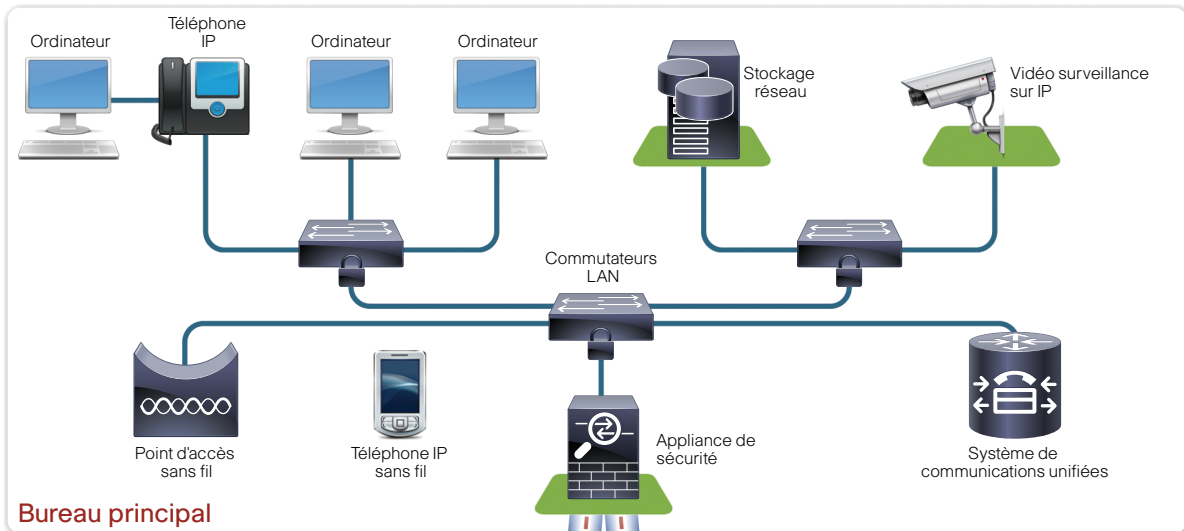 Ordinateur
Téléphone
IP
Ordinateur
Ordinateur
Stockage
réseau
Vidéo surveillance
sur IP
Commutateurs
LAN
Point d'accès
sans fil
Téléphone IP
sans fil
Appliance de
sécurité
Système de
communications unifiées
Bureau principal